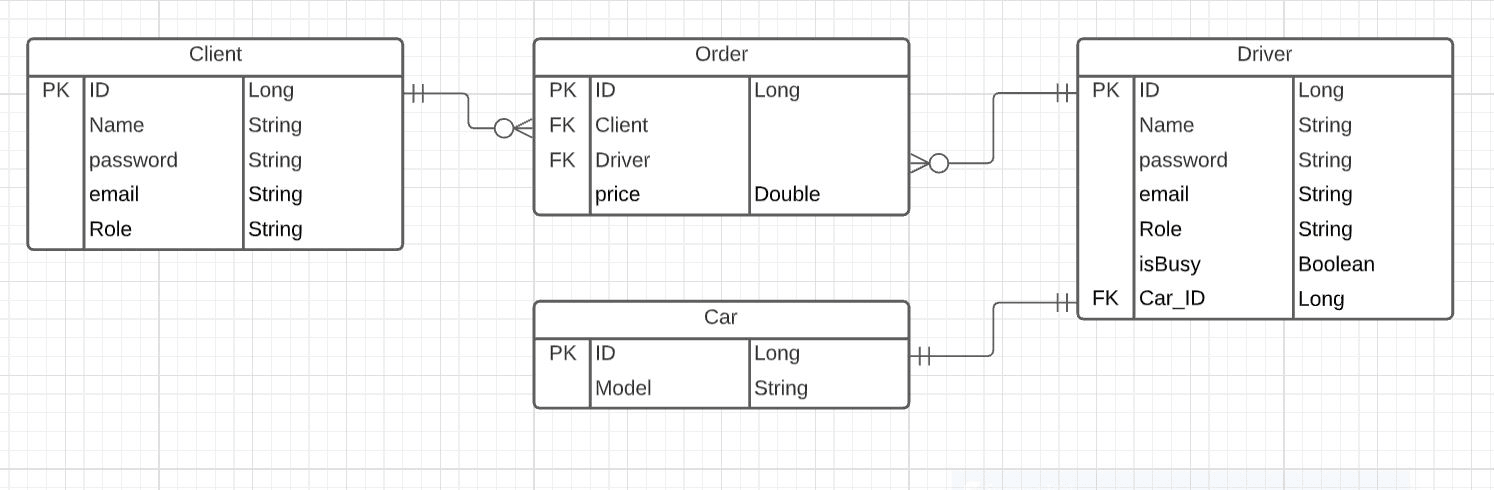 Client
PK ID Long
Name String
password String
email String
Role String
Order
PK ID Long
FK Client
FK Driver
price Double
Driver
PK ID Long
Name String
password String
email String
Role String
isBusy Boolean
FK Car_ID Long
Car
PK ID Long
Model String